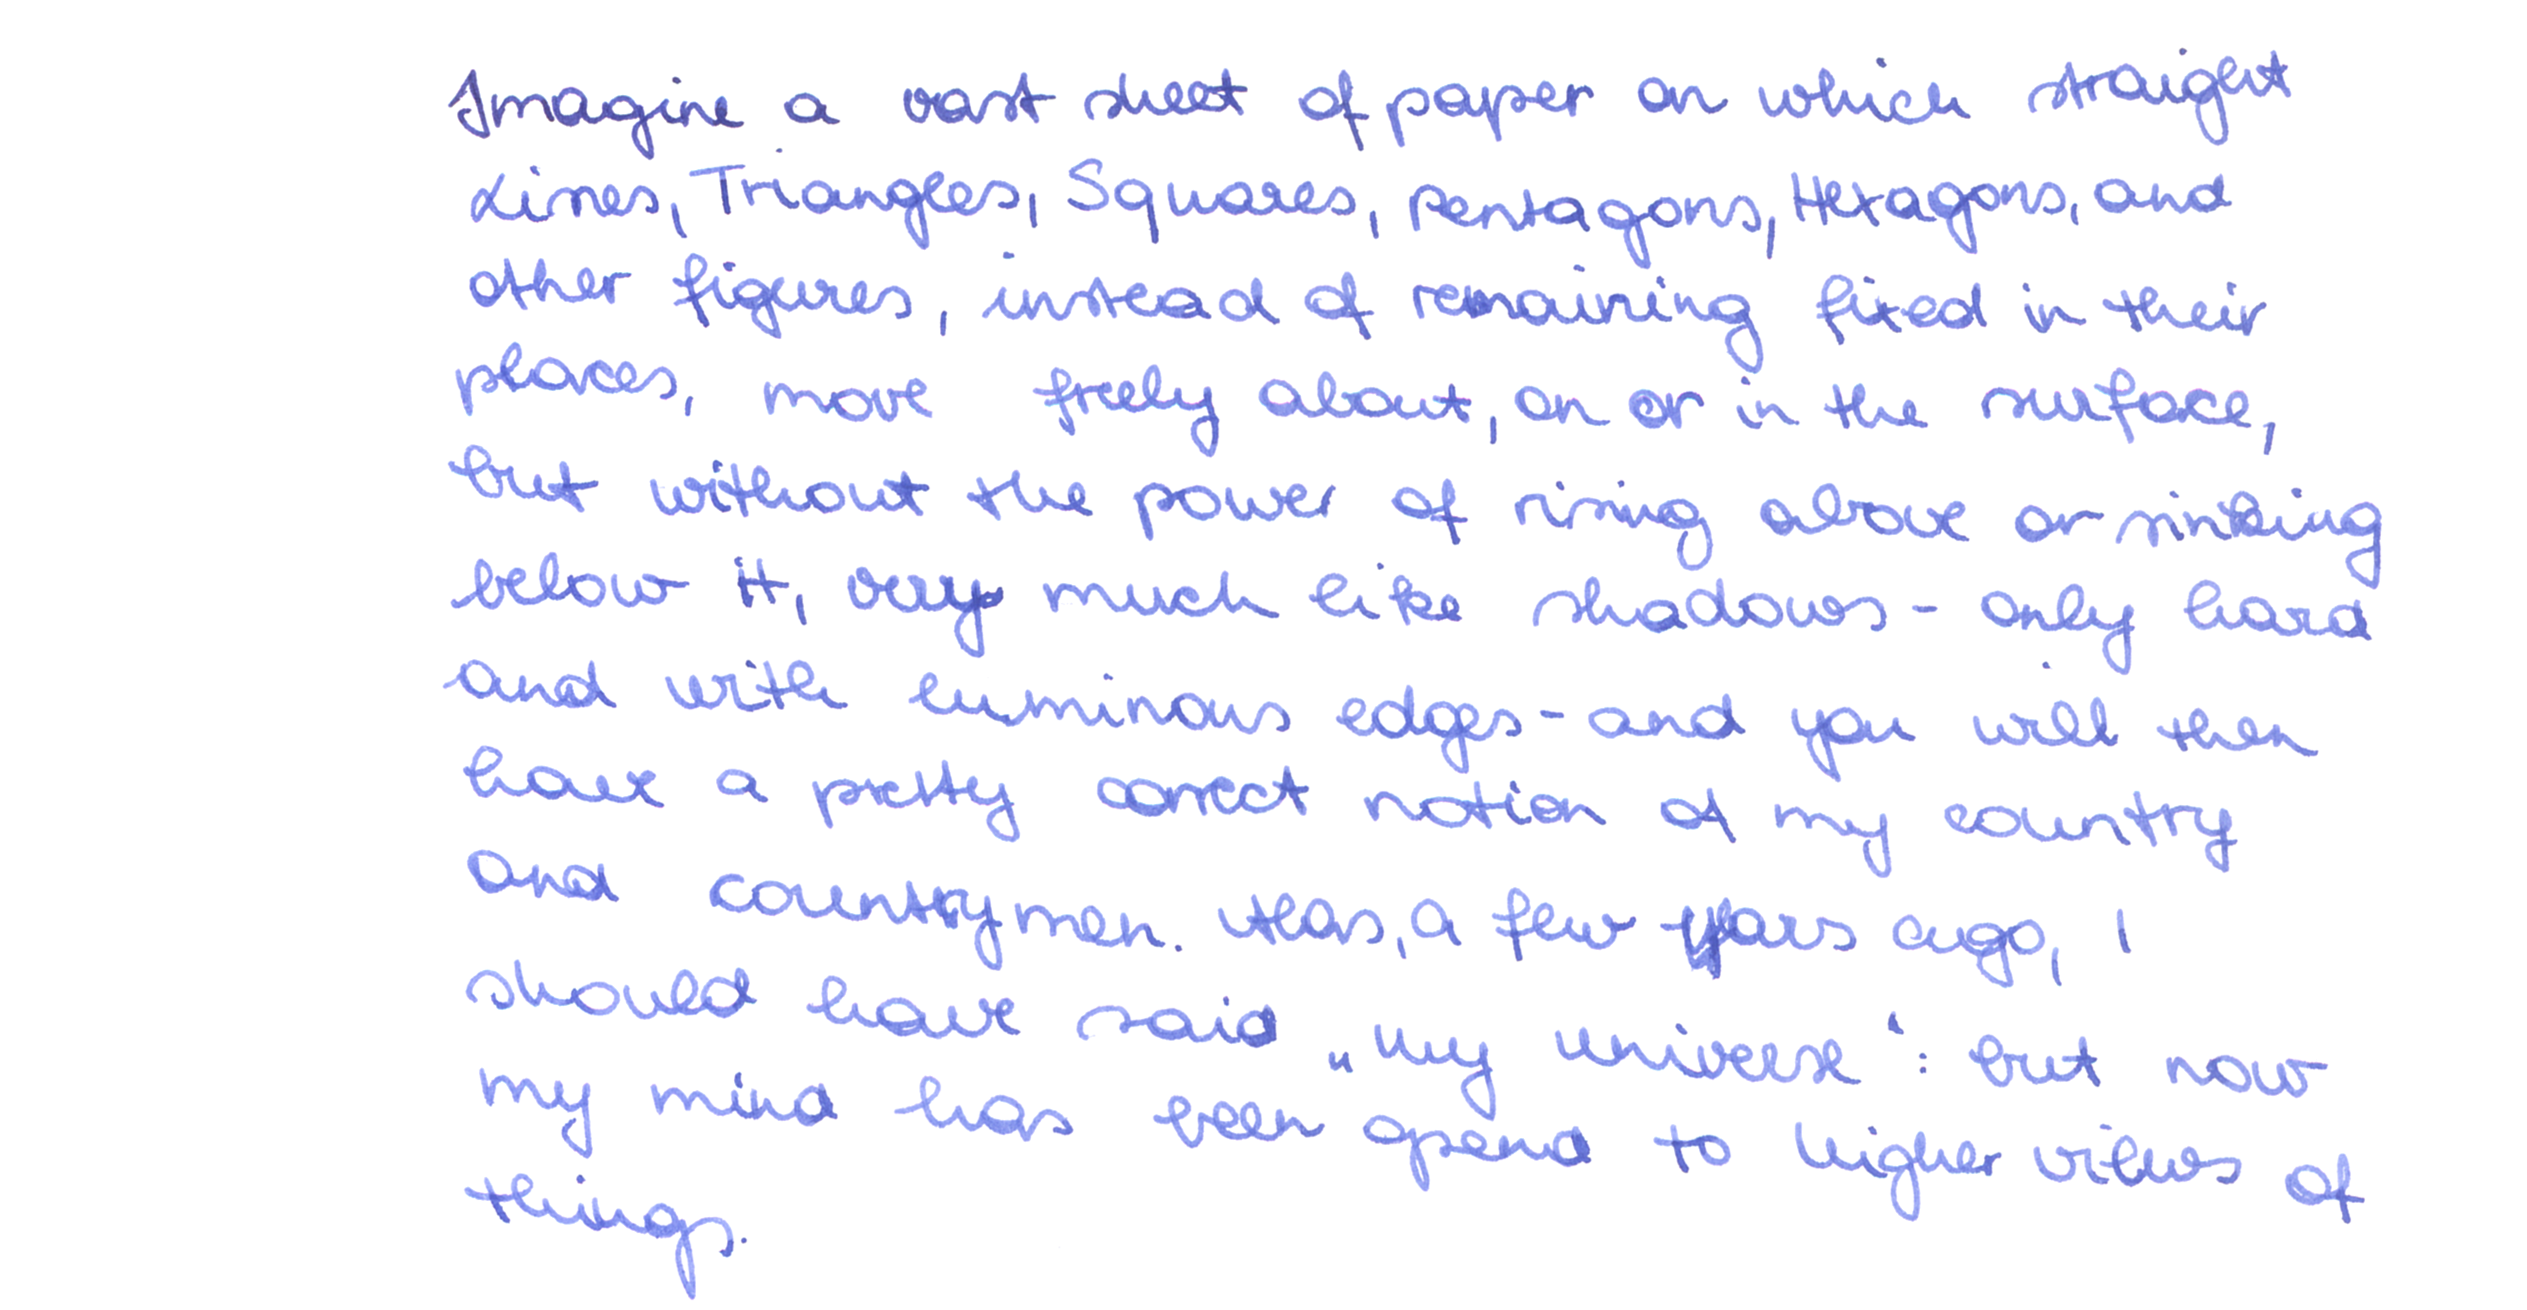 Imagine a vast sheet of paper on which straight
Lines, Triangles, Squares, Pentagons, Hexagons, and
other figures, instead of remaining fixed in their
places, move freely about, on or in the surface,
but without the power of rising above or sinking
below it, very much like shadows - only hard
and with luminous edges - and you will then
have a pretty correct notion of my country
and countrymen. Alas, a few years ago, I
should have said „my universe“: but now
my mind has been opend to higher views of
things.